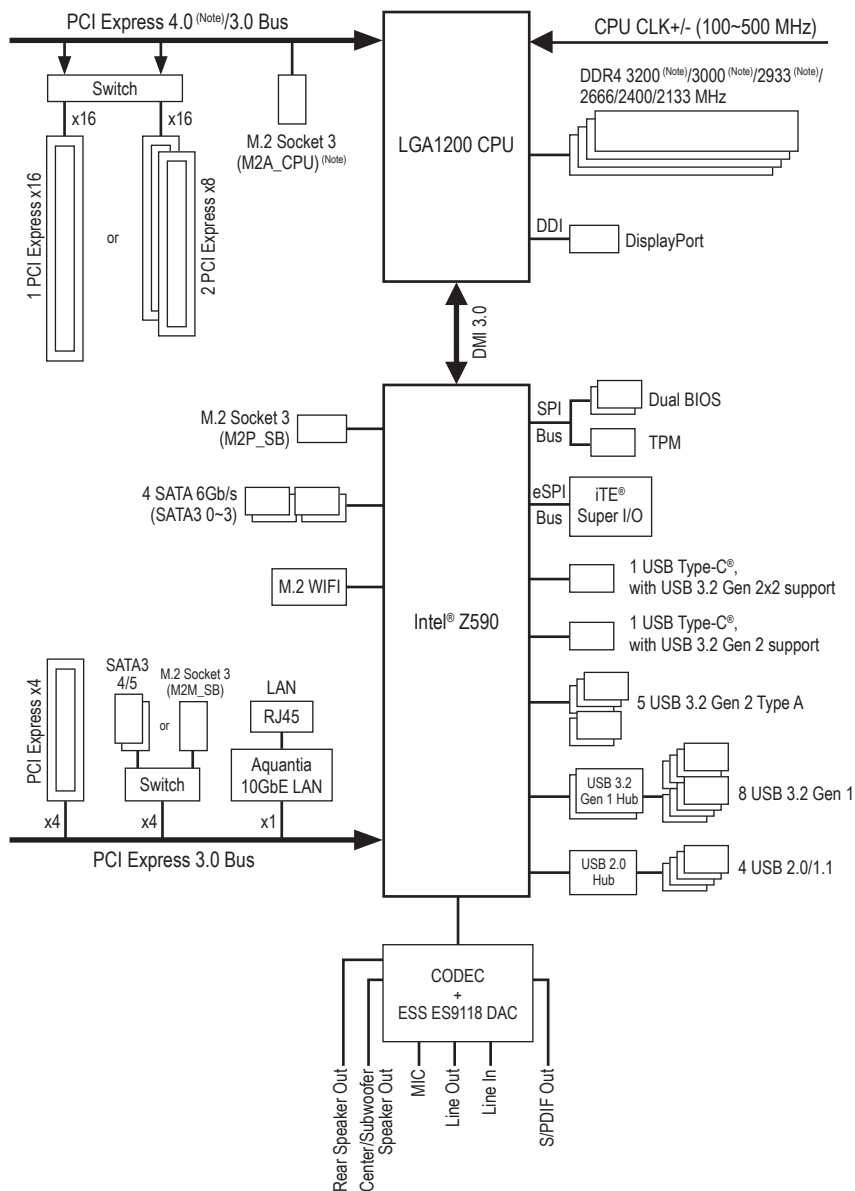 PCI Express 4.0 (Note)/3.0 Bus
CPU CLK+/- (100~500 MHz)
Switch
x16
x16
M.2 Socket 3
(M2A_CPU) (Note)
1 PCI Express x16
or
2 PCI Express x8
LGA1200 CPU
DDR4 3200 (Note)/3000 (Note)/2933 (Note)/
2666/2400/2133 MHz
DDI
DisplayPort
DMI 3.0
M.2 Socket 3
(M2P_SB)
4 SATA 6Gb/s
(SATA3 0~3)
M.2 WIFI
Intel® Z590
SPI
Bus
Dual BIOS
TPM
eSPI
Bus
iTE®
Super I/O
1 USB Type-C®,
with USB 3.2 Gen 2x2 support
1 USB Type-C®,
with USB 3.2 Gen 2 support
5 USB 3.2 Gen 2 Type A
USB 3.2
Gen 1 Hub
8 USB 3.2 Gen 1
USB 2.0
Hub
4 USB 2.0/1.1
PCI Express x4
SATA3
4/5
or
M.2 Socket 3
(M2M_SB)
Switch
LAN
RJ45
Aquantia
10GbE LAN
x4
x4
x1
PCI Express 3.0 Bus
CODEC
+
ESS ES9118 DAC
Rear Speaker Out
Center/Subwoofer
Speaker Out
MIC
Line Out
Line In
S/PDIF Out